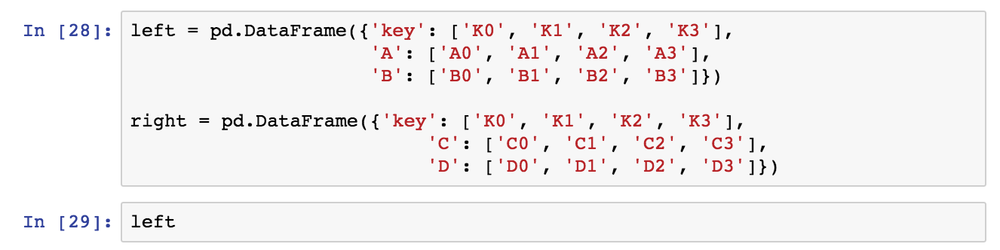 In [28]: left = pd.DataFrame({'key': ['K0', 'K1', 'K2', 'K3'],
'A': ['A0', 'A1', 'A2', 'A3'],
'B': ['B0', 'B1', 'B2', 'B3']})
right = pd.DataFrame({'key': ['K0', 'K1', 'K2', 'K3'],
'C': ['C0', 'C1', 'C2', 'C3'],
'D': ['D0', 'D1', 'D2', 'D3']})
In [29]: left